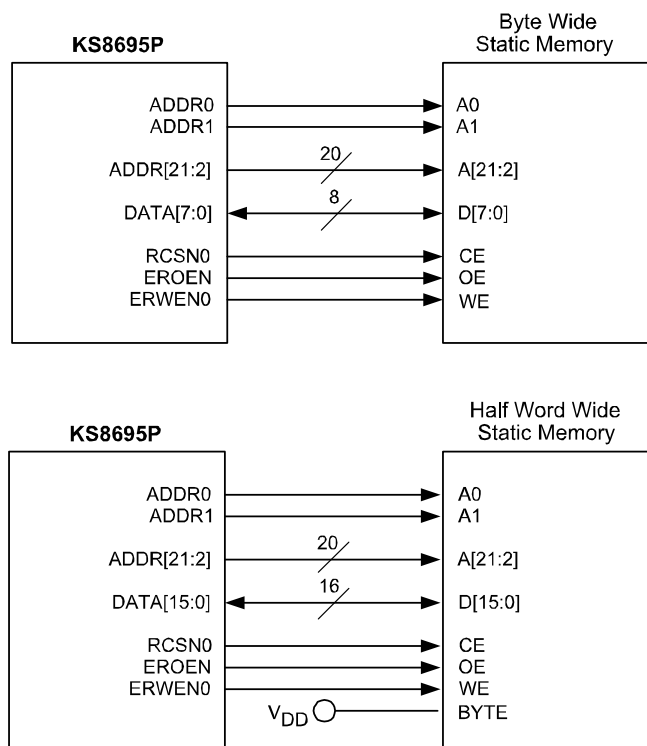 Byte Wide
Static Memory
KS8695P
ADDR0
A0
ADDR1
A1
ADDR[21:2]
20
A[21:2]
DATA[7:0]
8
D[7:0]
RCSN0
CE
EROEN
OE
ERWEN0
WE
Half Word Wide
Static Memory
KS8695P
ADDR0
A0
ADDR1
A1
ADDR[21:2]
20
A[21:2]
DATA[15:0]
16
D[15:0]
RCSN0
CE
EROEN
OE
ERWEN0
WE
VDD
BYTE